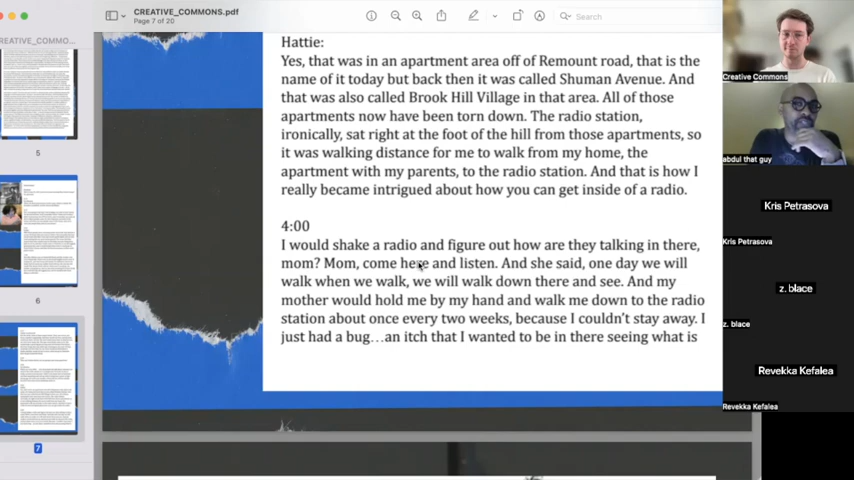 CREATIVE_COMMONS.pdf
Page 7 of 20
Search
CREATIVE_COMMO...
5
6
7
Hattie:
Yes, that was in an apartment area off of Remount road, that is the
name of it today but back then it was called Shuman Avenue. And
that was also called Brook Hill Village in that area. All of those
apartments now have been torn down. The radio station,
ironically, sat right at the foot of the hill from those apartments, so
it was walking distance for me to walk from my home, the
apartment with my parents, to the radio station. And that is how I
really became intrigued about how you can get inside of a radio.
4:00
I would shake a radio and figure out how are they talking in there,
mom? Mom, come here and listen. And she said, one day we will
walk when we walk, we will walk down there and see. And my
mother would hold me by my hand and walk me down to the radio
station about once every two weeks, because I couldn't stay away. I
just had a bug...an itch that I wanted to be in there seeing what is
Creative Commons
abdul that guy
Kris Petrasova
Kris Petrasova
z. blace
z. blace
Revekka Kefalea
Revekka Kefalea